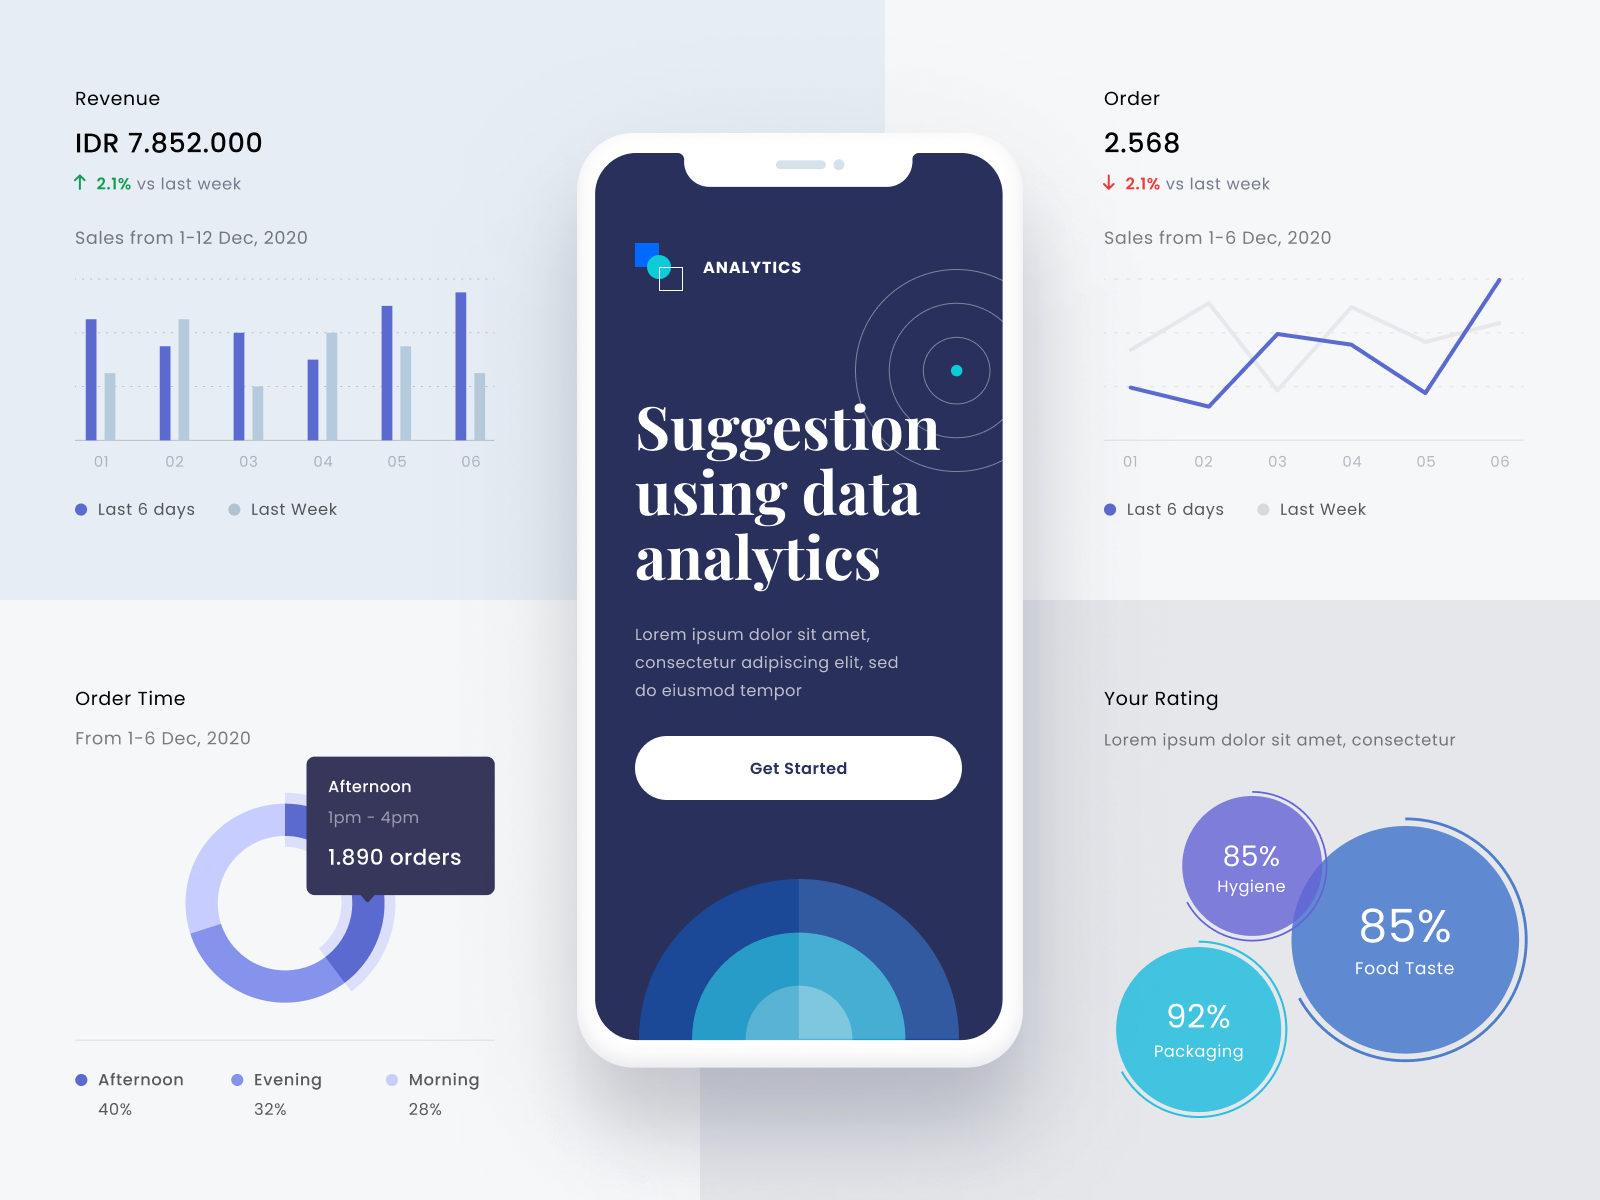 Revenue
IDR 7.852.000
↑ 2.1% vs last week
Sales from 1-12 Dec, 2020
01 02 03 04 05 06
Last 6 days Last Week
ANALYTICS
Suggestion
using data
analytics
Lorem ipsum dolor sit amet,
consectetur adipiscing elit, sed
do eiusmod tempor
Get Started
Order
2.568
↓ 2.1% vs last week
Sales from 1-6 Dec, 2020
01 02 03 04 05 06
Last 6 days Last Week
Order Time
From 1-6 Dec, 2020
Afternoon
1pm - 4pm
1.890 orders
Afternoon Evening Morning
40% 32% 28%
Your Rating
Lorem ipsum dolor sit amet, consectetur
85%
Hygiene
85%
Food Taste
92%
Packaging